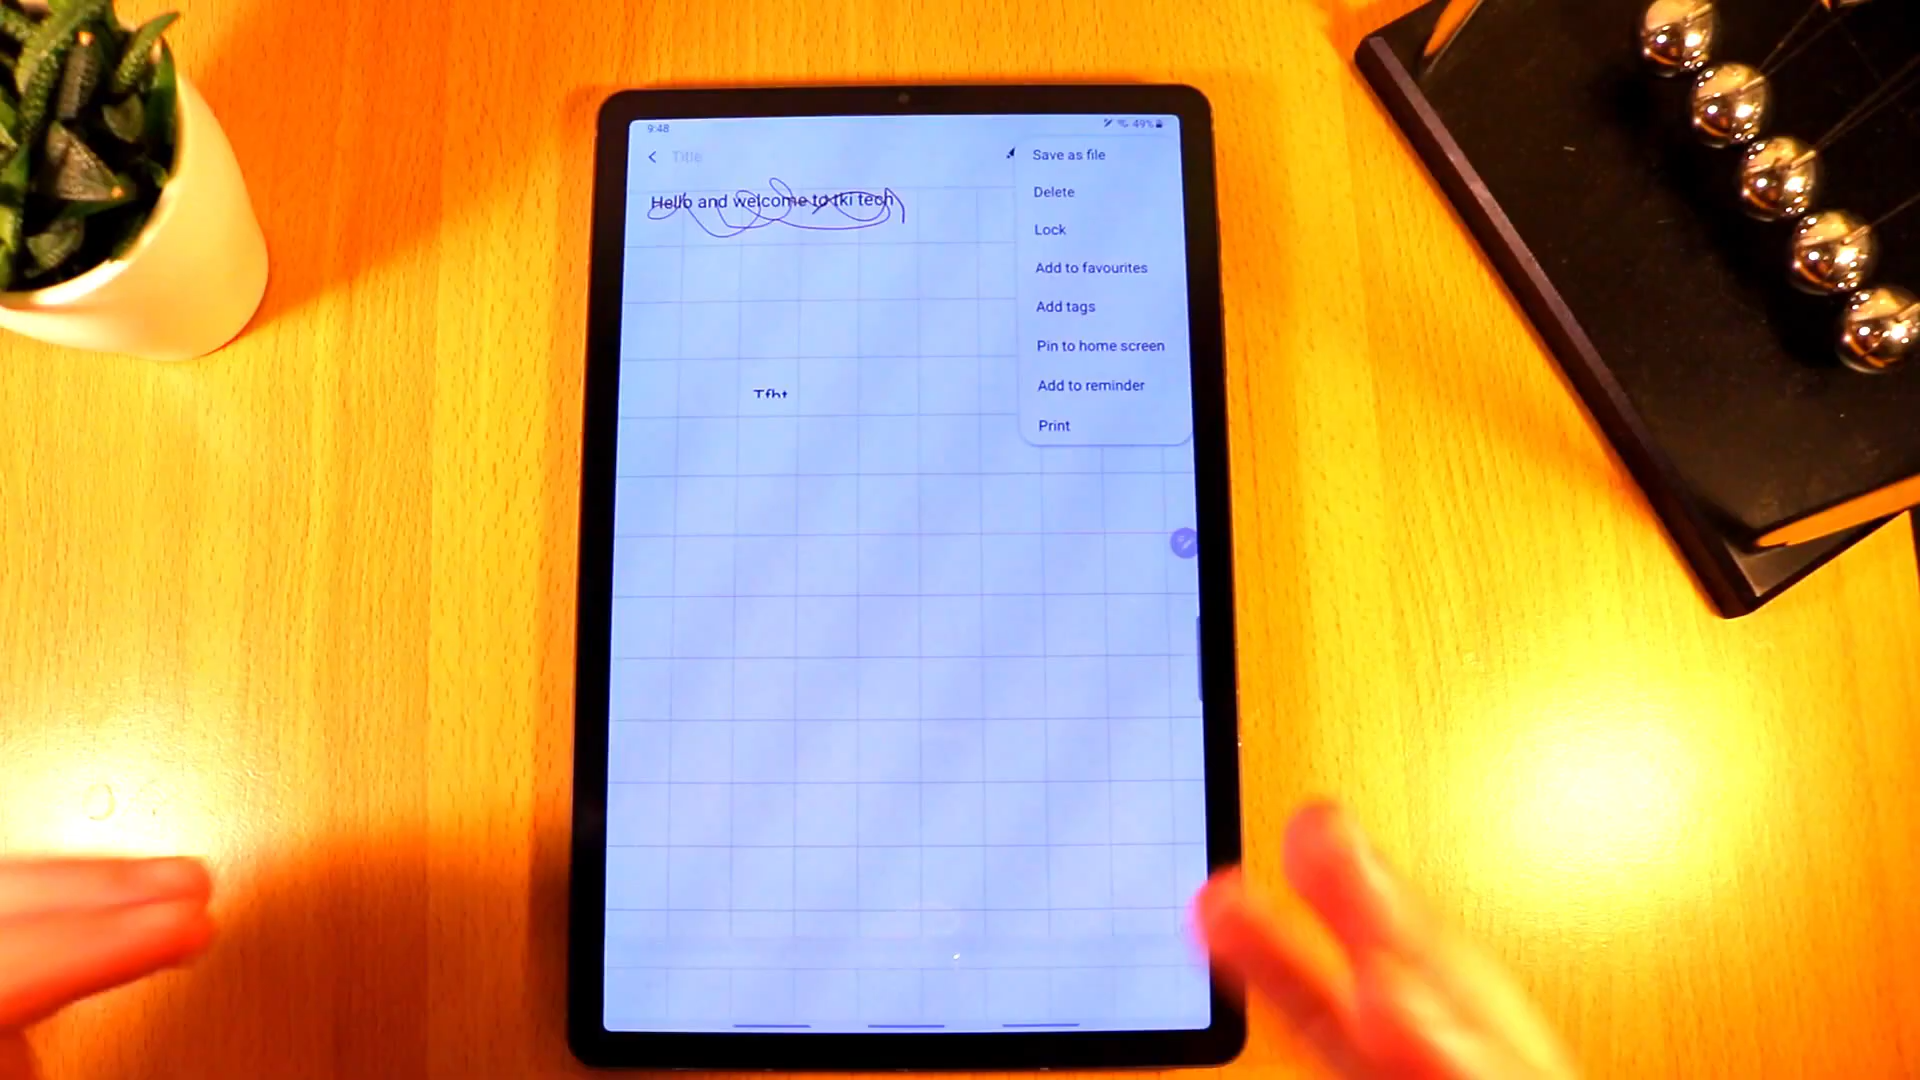 9:48
49%
Title
Hello and welcome to tki tech
Tfht
Save as file
Delete
Lock
Add to favourites
Add tags
Pin to home screen
Add to reminder
Print